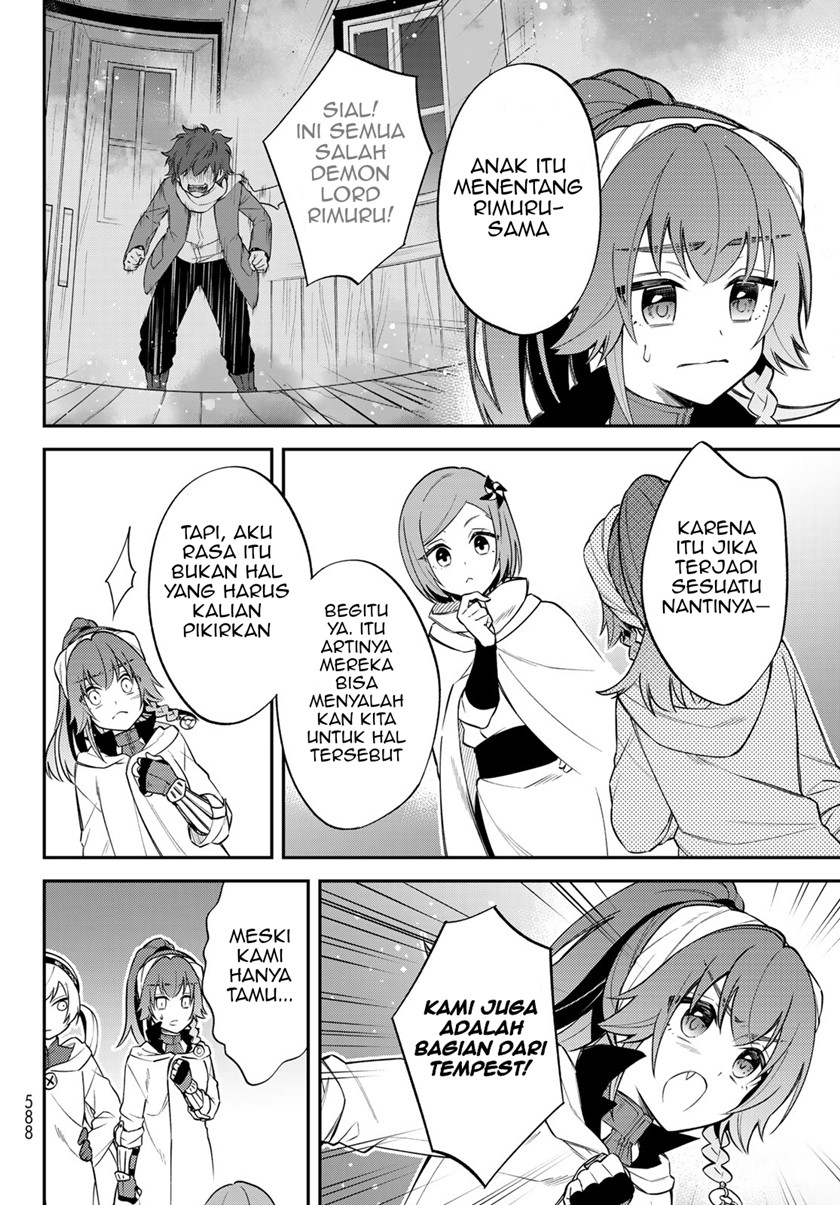 ANAK ITU
MENENTANG
RIMURU-
SAMA
SIAL!
INI SEMUA
SALAH
DEMON
LORD
RIMURU!
KARENA
ITU JIKA
TERJADI
SESUATU
NANTINYA—
BEGITU
YA. ITU
ARTINYA
MEREKA
BISA
MENYALAH
KAN KITA
UNTUK HAL
TERSEBUT
TAPI, AKU
RASA ITU
BUKAN HAL
YANG HARUS
KALIAN
PIKIRKAN
KAMI JUGA
ADALAH
BAGIAN DARI
TEMPEST!
MESKI
KAMI
HANYA
TAMU...
588